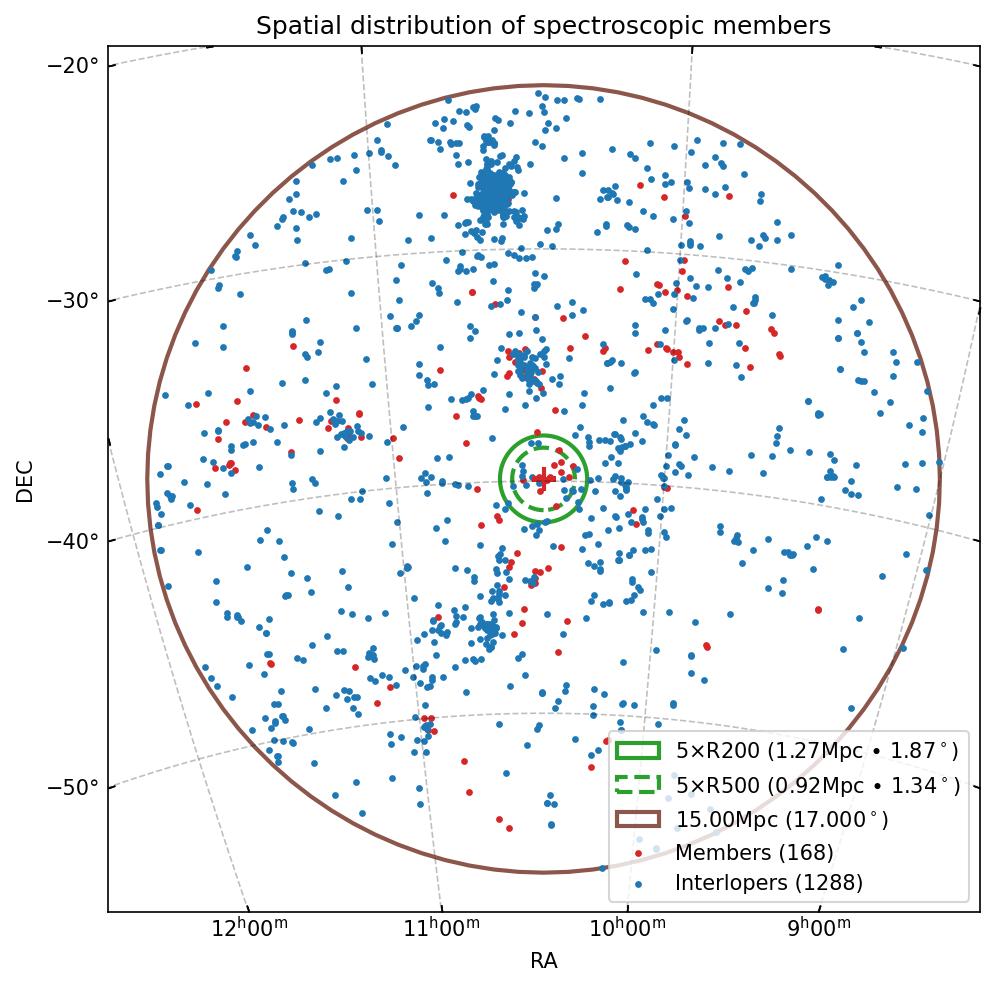 Spatial distribution of spectroscopic members
−20°
−30°
−40°
−50°
DEC
5×R200 (1.27Mpc • 1.87°)
5×R500 (0.92Mpc • 1.34°)
15.00Mpc (17.000°)
Members (168)
Interlopers (1288)
12ʰ00ᵐ 11ʰ00ᵐ 10ʰ00ᵐ 9ʰ00ᵐ
RA